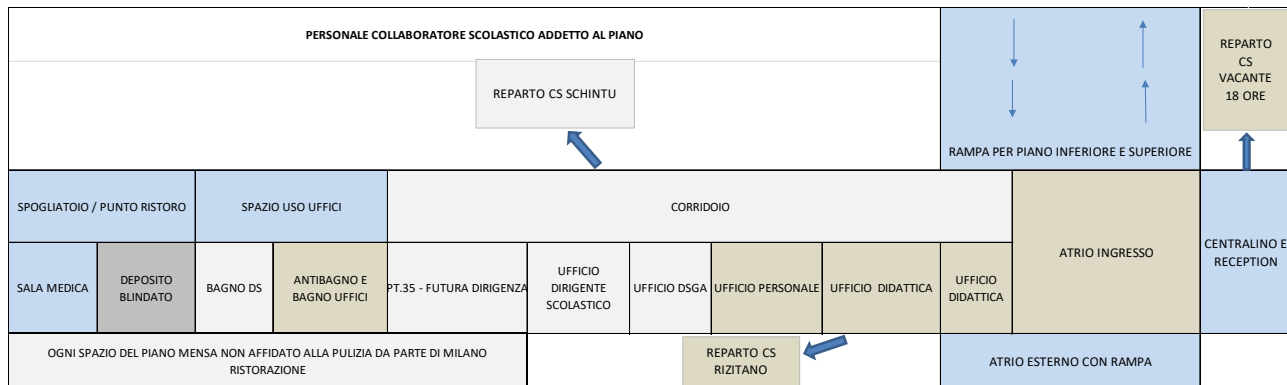 PERSONALE COLLABORATORE SCOLASTICO ADDETTO AL PIANO
REPARTO
CS
VACANTE
18 ORE
REPARTO CS SCHINTU
RAMPA PER PIANO INFERIORE E SUPERIORE
SPOGLIATOIO / PUNTO RISTORO
SPAZIO USO UFFICI
CORRIDOIO
ATRIO INGRESSO
CENTRALINO E
RECEPTION
SALA MEDICA
DEPOSITO
BLINDATO
BAGNO DS
ANTIBAGNO E
BAGNO UFFICI
PT.35 - FUTURA DIRIGENZA
UFFICIO
DIRIGENTE
SCOLASTICO
UFFICIO DSGA
UFFICIO PERSONALE
UFFICIO DIDATTICA
UFFICIO
DIDATTICA
OGNI SPAZIO DEL PIANO MENSA NON AFFIDATO ALLA PULIZIA DA PARTE DI MILANO
RISTORAZIONE
REPARTO CS
RIZITANO
ATRIO ESTERNO CON RAMPA